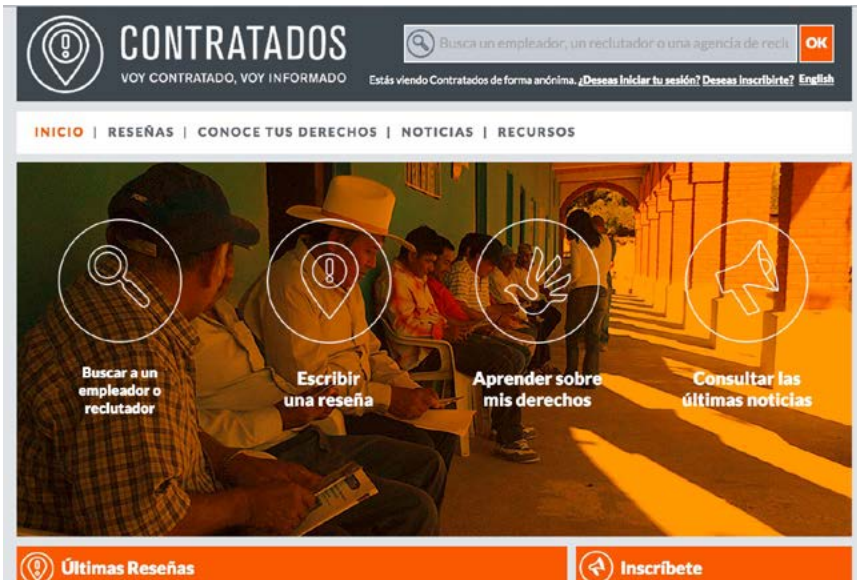 CONTRATADOS
VOY CONTRATADO, VOY INFORMADO
Busca un empleador, un reclutador o una agencia de recl
OK
Estás viendo Contratados de forma anónima. ¿Deseas iniciar tu sesión? Deseas inscribirte? English
INICIO | RESEÑAS | CONOCE TUS DERECHOS | NOTICIAS | RECURSOS
Buscar a un
empleador o
reclutador
Escribir
una reseña
Aprender sobre
mis derechos
Consultar las
últimas noticias
Últimas Reseñas
Inscríbete